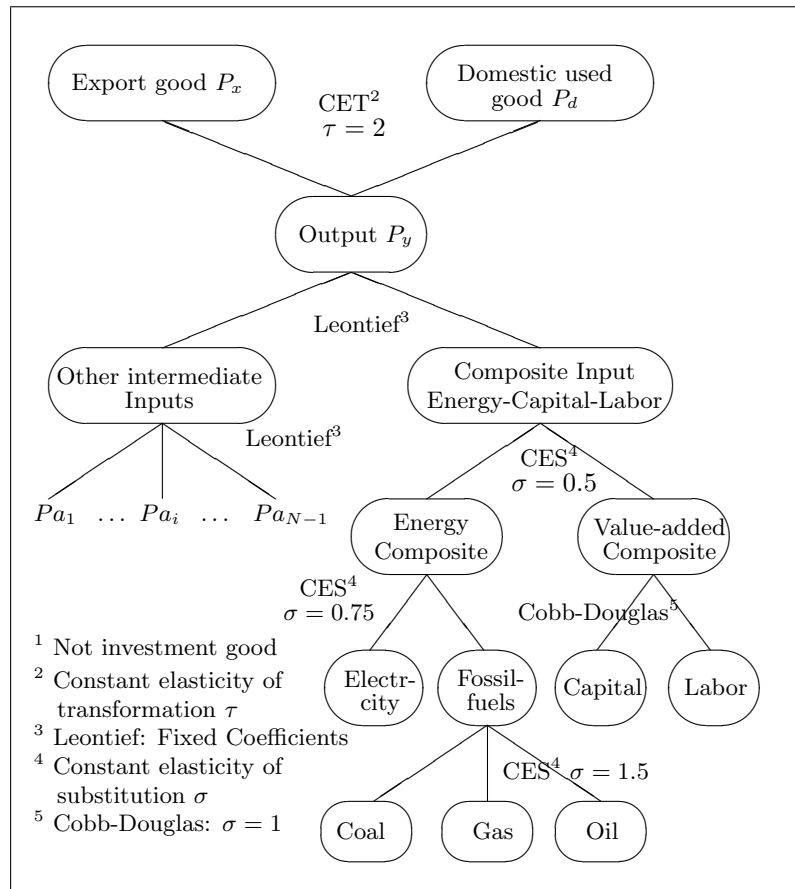 Export good Pₓ
Domestic used
good P_d
CET²
τ = 2
Output P_y
Leontief³
Other intermediate
Inputs
Composite Input
Energy-Capital-Labor
Leontief³
CES⁴
σ = 0.5
Pa₁ ... Pa_i ... Pa_{N−1}
Energy
Composite
Value-added
Composite
CES⁴
σ = 0.75
Cobb-Douglas⁵
Electr-
city
Fossil-
fuels
Capital
Labor
CES⁴ σ = 1.5
Coal
Gas
Oil
¹ Not investment good
² Constant elasticity of
transformation τ
³ Leontief: Fixed Coefficients
⁴ Constant elasticity of
substitution σ
⁵ Cobb-Douglas: σ = 1